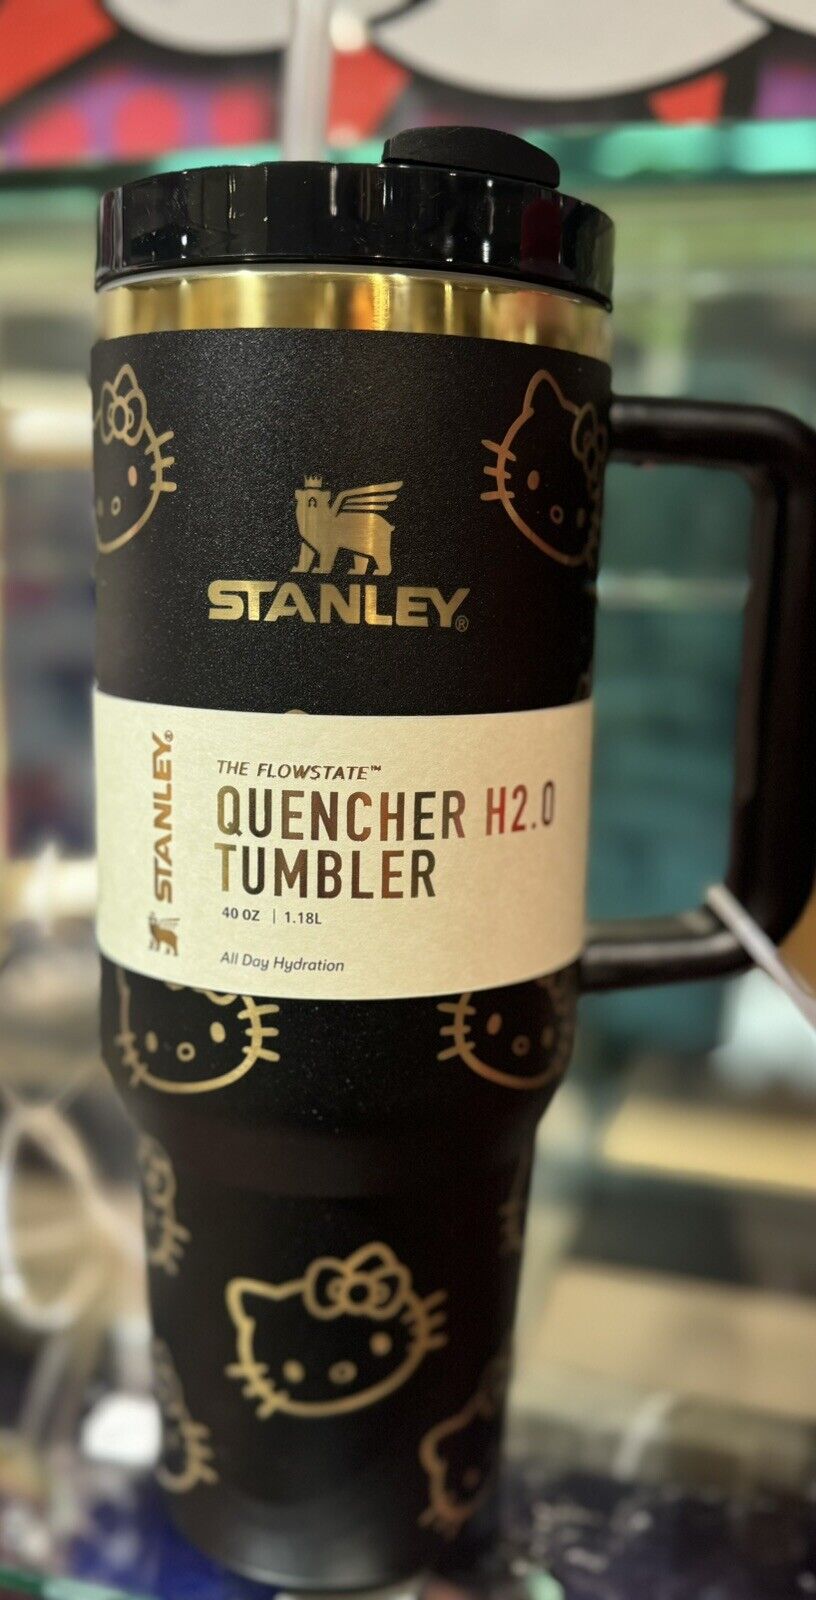 STANLEY®
STANLEY®
THE FLOWSTATE™
QUENCHER H2.0
TUMBLER
40 OZ | 1.18L
All Day Hydration